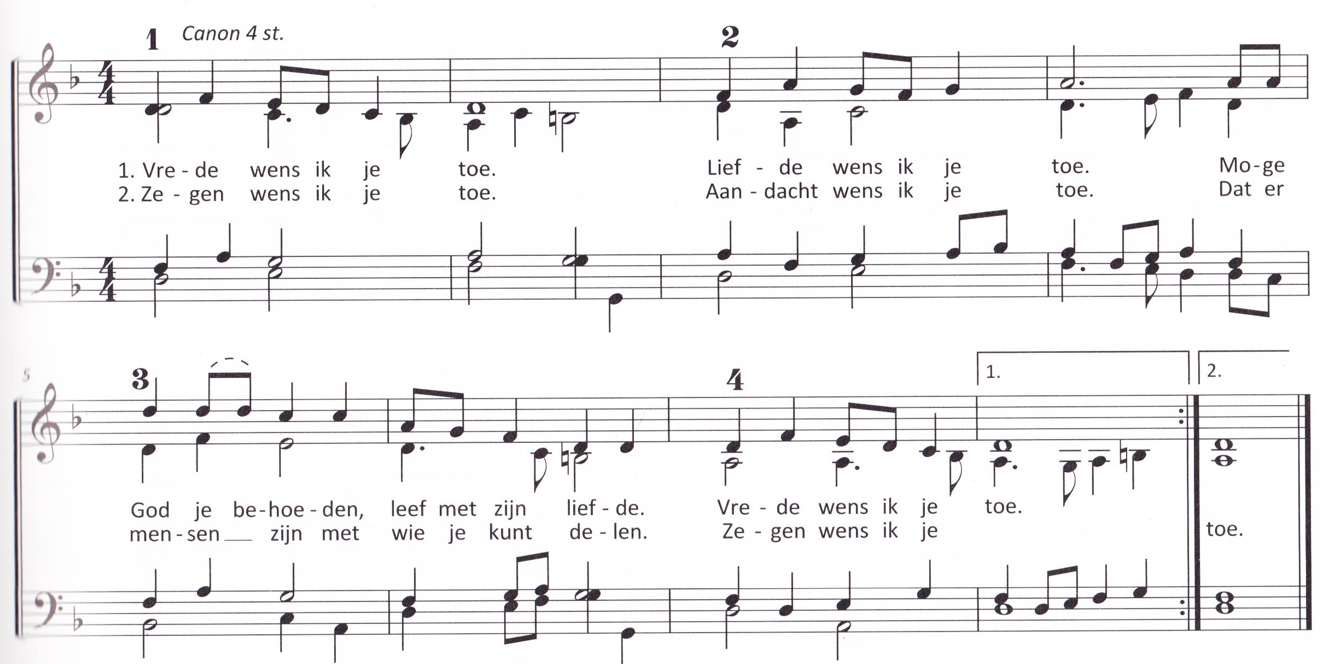 1 Canon 4 st. 2
1. Vre - de wens ik je toe. Lief - de wens ik je toe. Mo-ge
2. Ze - gen wens ik je toe. Aan - dacht wens ik je toe. Dat er
5 3 4 1. 2.
God je be-hoe - den, leef met zijn lief - de. Vre - de wens ik je toe.
men - sen__ zijn met wie je kunt de - len. Ze - gen wens ik je toe.